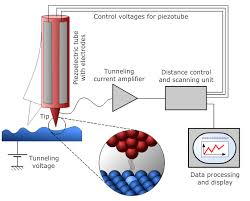 Control voltages for piezotube
Piezoelectric tube
with electrodes
Tunneling
current amplifier
Distance control
and scanning unit
Tip
Tunneling
voltage
Data processing
and display